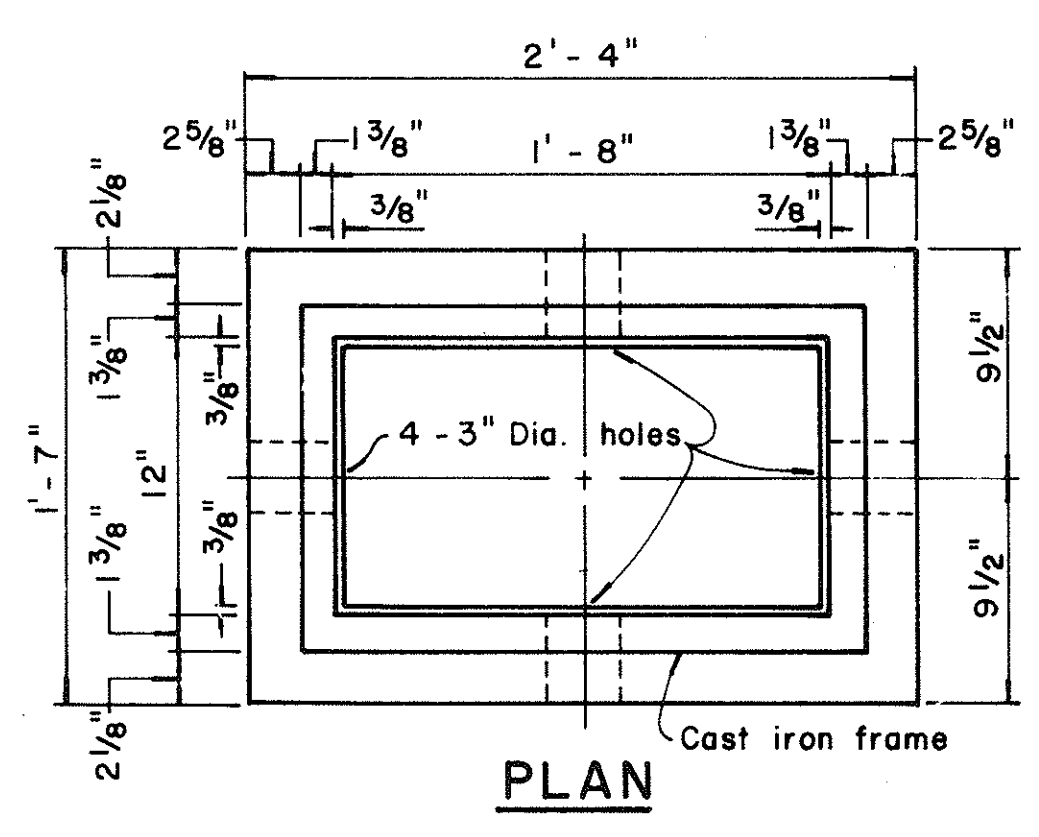 2' - 4"
2 5/8" 1 3/8" 1' - 8" 1 3/8" 2 5/8"
3/8" 3/8"
2 1/8"
1 3/8"
3/8"
9 1/2"
4 - 3" Dia. holes
1' - 7"
12"
3/8"
1 3/8"
9 1/2"
2 1/8"
Cast iron frame
PLAN